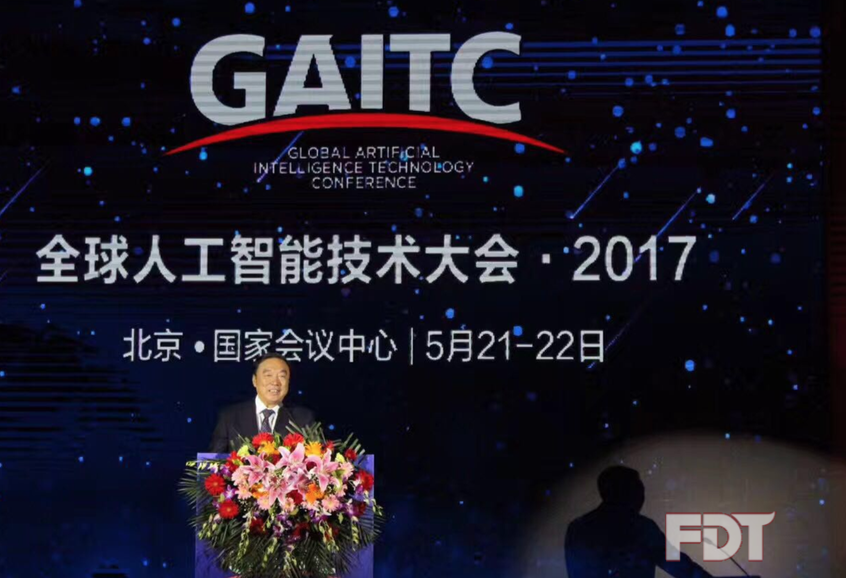 GAITC
GLOBAL ARTIFICIAL
INTELLIGENCE TECHNOLOGY
CONFERENCE
全球人工智能技术大会·2017
北京·国家会议中心|5月21-22日
FDT